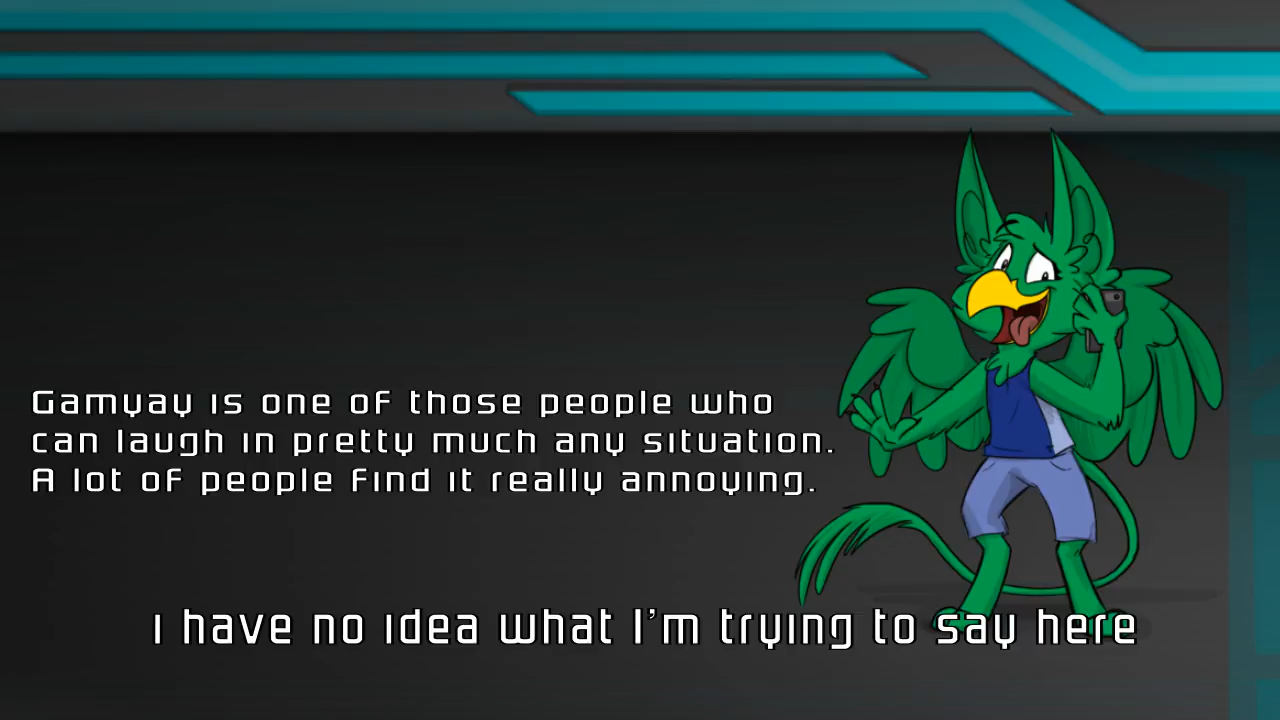 Gamyay is one of those people who
can laugh in pretty much any situation.
A lot of people find it really annoying.
i have no idea what I'm trying to say here